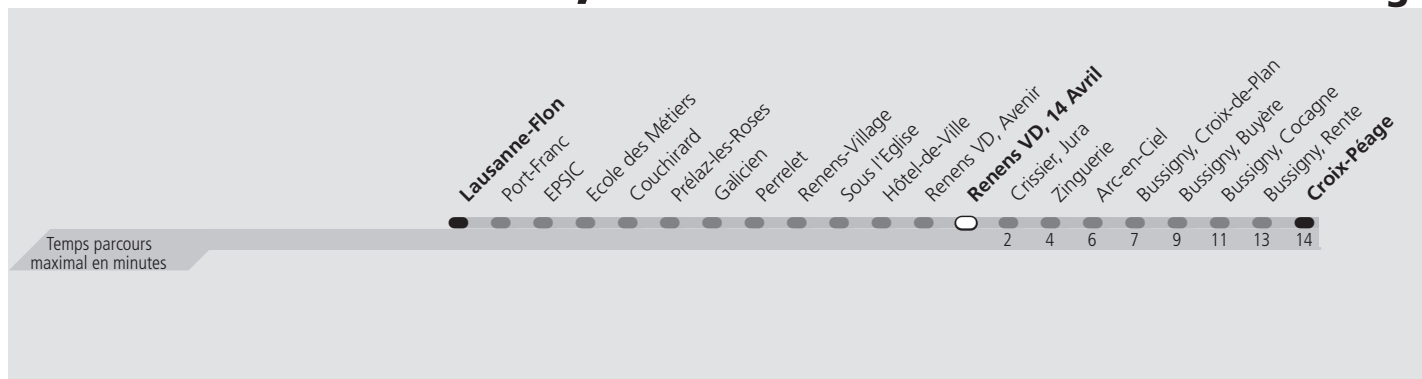 Lausanne-Flon
Port-Franc
EPSIC
Ecole des Métiers
Couchirard
Prélaz-les-Roses
Galicien
Perrelet
Renens-Village
Sous l'Eglise
Hôtel-de-Ville
Renens VD, Avenir
Renens VD, 14 Avril
Crissier, Jura
Zinguerie
Arc-en-Ciel
Bussigny, Croix-de-Plan
Bussigny, Buyère
Bussigny, Cocagne
Bussigny, Rente
Croix-Péage
Temps parcours
maximal en minutes
2 4 6 7 9 11 13 14